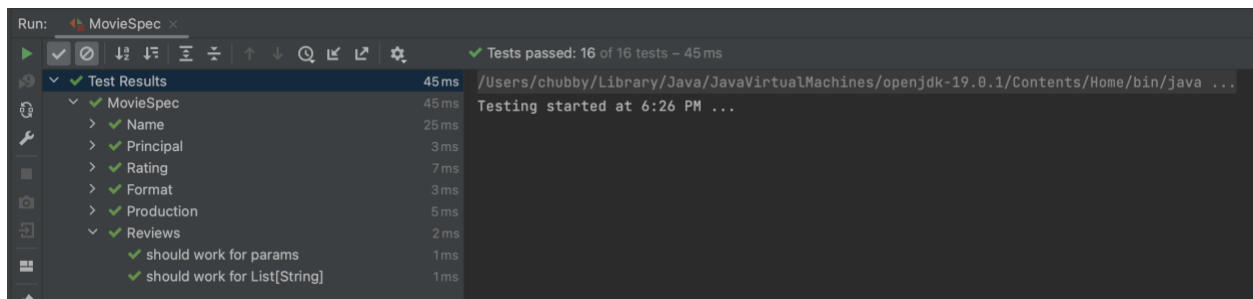 Run: MovieSpec
Tests passed: 16 of 16 tests – 45 ms
Test Results 45 ms
/Users/chubby/Library/Java/JavaVirtualMachines/openjdk-19.0.1/Contents/Home/bin/java ...
MovieSpec 45 ms
Testing started at 6:26 PM ...
Name 25 ms
Principal 3 ms
Rating 7 ms
Format 3 ms
Production 5 ms
Reviews 2 ms
should work for params 1 ms
should work for List[String] 1 ms